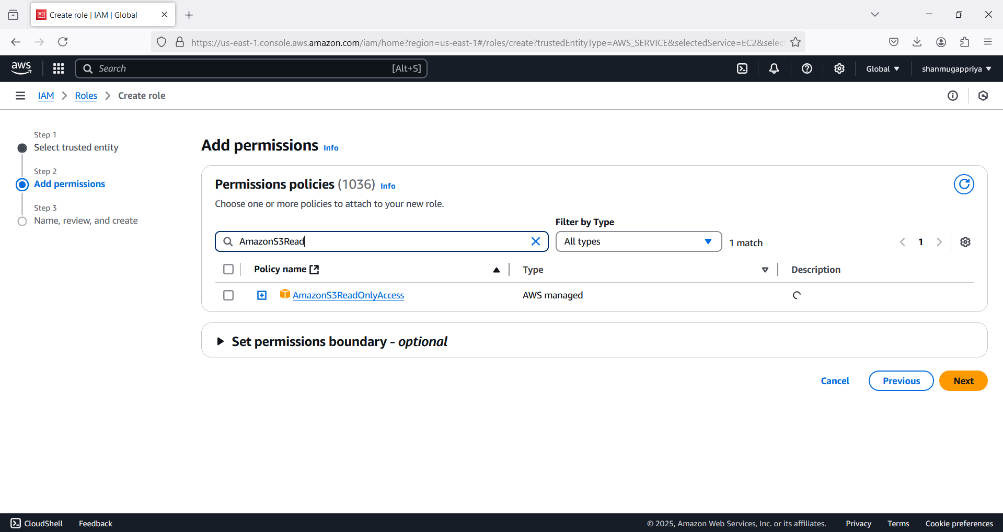 Create role | IAM | Global
https://us-east-1.console.aws.amazon.com/iam/home?region=us-east-1#/roles/create?trustedEntityType=AWS_SERVICE&selectedService=EC2&selec
aws
Search
[Alt+S]
Global
shanmugappriya
IAM > Roles > Create role
Step 1
Select trusted entity
Step 2
Add permissions
Step 3
Name, review, and create
Add permissions Info
Permissions policies (1036) Info
Choose one or more policies to attach to your new role.
Filter by Type
AmazonS3Read
All types
1 match
1
Policy name
Type
Description
AmazonS3ReadOnlyAccess
AWS managed
Set permissions boundary - optional
Cancel
Previous
Next
CloudShell
Feedback
© 2025, Amazon Web Services, Inc. or its affiliates.
Privacy
Terms
Cookie preferences